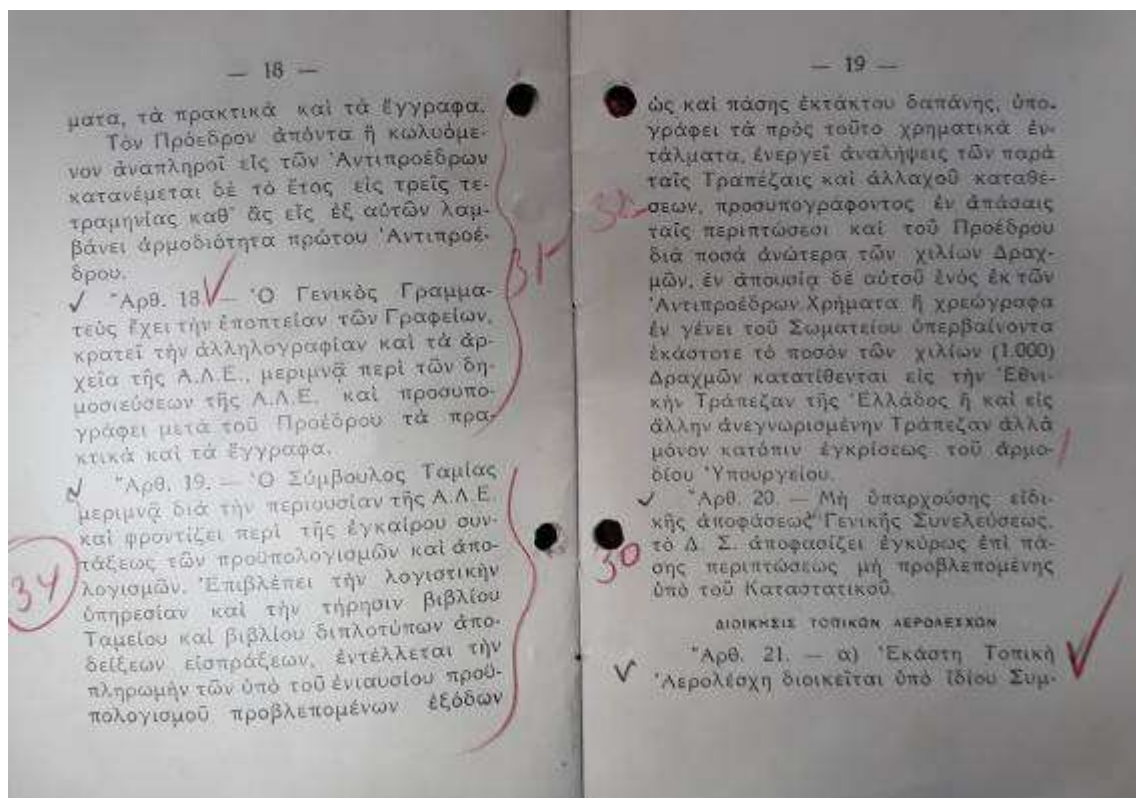 — 18 —
ματα, τὰ πρακτικὰ καὶ τὰ ἔγγραφα.
Τὸν Πρόεδρον ἀπόντα ἢ κωλυόμε-
νον ἀναπληροῖ εἷς τῶν Ἀντιπροέδρων
κατανέμεται δὲ τὸ ἔτος εἰς τρεῖς τε-
τραμηνίας καθ' ἃς εἷς ἐξ αὐτῶν λαμ-
βάνει ἁρμοδιότητα πρώτου Ἀντιπροέ-
δρου.
31
Ἄρθ. 18. — Ὁ Γενικὸς Γραμμα-
τεὺς ἔχει τὴν ἐποπτείαν τῶν Γραφείων,
κρατεῖ τὴν ἀλληλογραφίαν καὶ τὰ ἀρ-
χεῖα τῆς Α.Λ.Ε., μεριμνᾷ περὶ τῶν δη-
μοσιεύσεων τῆς Α.Λ.Ε. καὶ προσυπο-
γράφει μετὰ τοῦ Προέδρου τὰ πρα-
κτικὰ καὶ τὰ ἔγγραφα.
Ἄρθ. 19. — Ὁ Σύμβουλος Ταμίας
μεριμνᾷ διὰ τὴν περιουσίαν τῆς Α.Λ.Ε.
καὶ φροντίζει περὶ τῆς ἐγκαίρου συν-
τάξεως τῶν προϋπολογισμῶν καὶ ἀπο-
34
λογισμῶν. Ἐπιβλέπει τὴν λογιστικὴν
ὑπηρεσίαν καὶ τὴν τήρησιν βιβλίου
Ταμείου καὶ βιβλίου διπλοτύπων ἀπο-
δείξεων εἰσπράξεων, ἐντέλλεται τὴν
πληρωμὴν τῶν ὑπὸ τοῦ ἐνιαυσίου προϋ-
πολογισμοῦ προβλεπομένων ἐξόδων
— 19 —
ὡς καὶ πάσης ἐκτάκτου δαπάνης, ὑπο-
γράφει τὰ πρὸς τοῦτο χρηματικὰ ἐν-
τάλματα, ἐνεργεῖ ἀναλήψεις τῶν παρὰ
ταῖς Τραπέζαις καὶ ἀλλαχοῦ καταθέ-
σεων, προσυπογράφοντος ἐν ἁπάσαις
ταῖς περιπτώσεσι καὶ τοῦ Προέδρου
διὰ ποσὰ ἀνώτερα τῶν χιλίων Δραχ-
μῶν, ἐν ἀπουσίᾳ δὲ αὐτοῦ ἑνὸς ἐκ τῶν
Ἀντιπροέδρων. Χρήματα ἢ χρεώγραφα
ἐν γένει τοῦ Σωματείου ὑπερβαίνοντα
ἑκάστοτε τὸ ποσὸν τῶν χιλίων (1.000)
Δραχμῶν κατατίθενται εἰς τὴν Ἐθνι-
κὴν Τράπεζαν τῆς Ἑλλάδος ἢ καὶ εἰς
ἄλλην ἀνεγνωρισμένην Τράπεζαν ἀλλὰ
μόνον κατόπιν ἐγκρίσεως τοῦ ἁρμο-
δίου Ὑπουργείου.
Ἄρθ. 20. — Μὴ ὑπαρχούσης εἰδι-
κῆς ἀποφάσεως Γενικῆς Συνελεύσεως,
τὸ Δ. Σ. ἀποφασίζει ἐγκύρως ἐπὶ πά-
30
σης περιπτώσεως μὴ προβλεπομένης
ὑπὸ τοῦ Καταστατικοῦ.
ΔΙΟΙΚΗΣΙΣ ΤΟΠΙΚΩΝ ΑΕΡΟΛΕΣΧΩΝ
Ἄρθ. 21. — α) Ἑκάστη Τοπικὴ
Ἀερολέσχη διοικεῖται ὑπὸ ἰδίου Συμ-